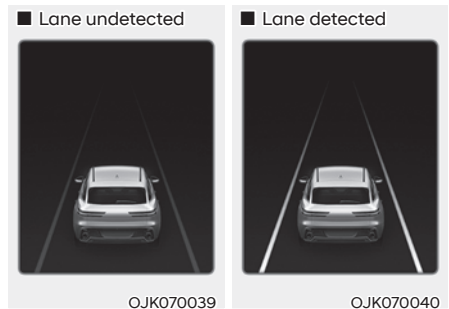 ■ Lane undetected
OJK070039
■ Lane detected
OJK070040